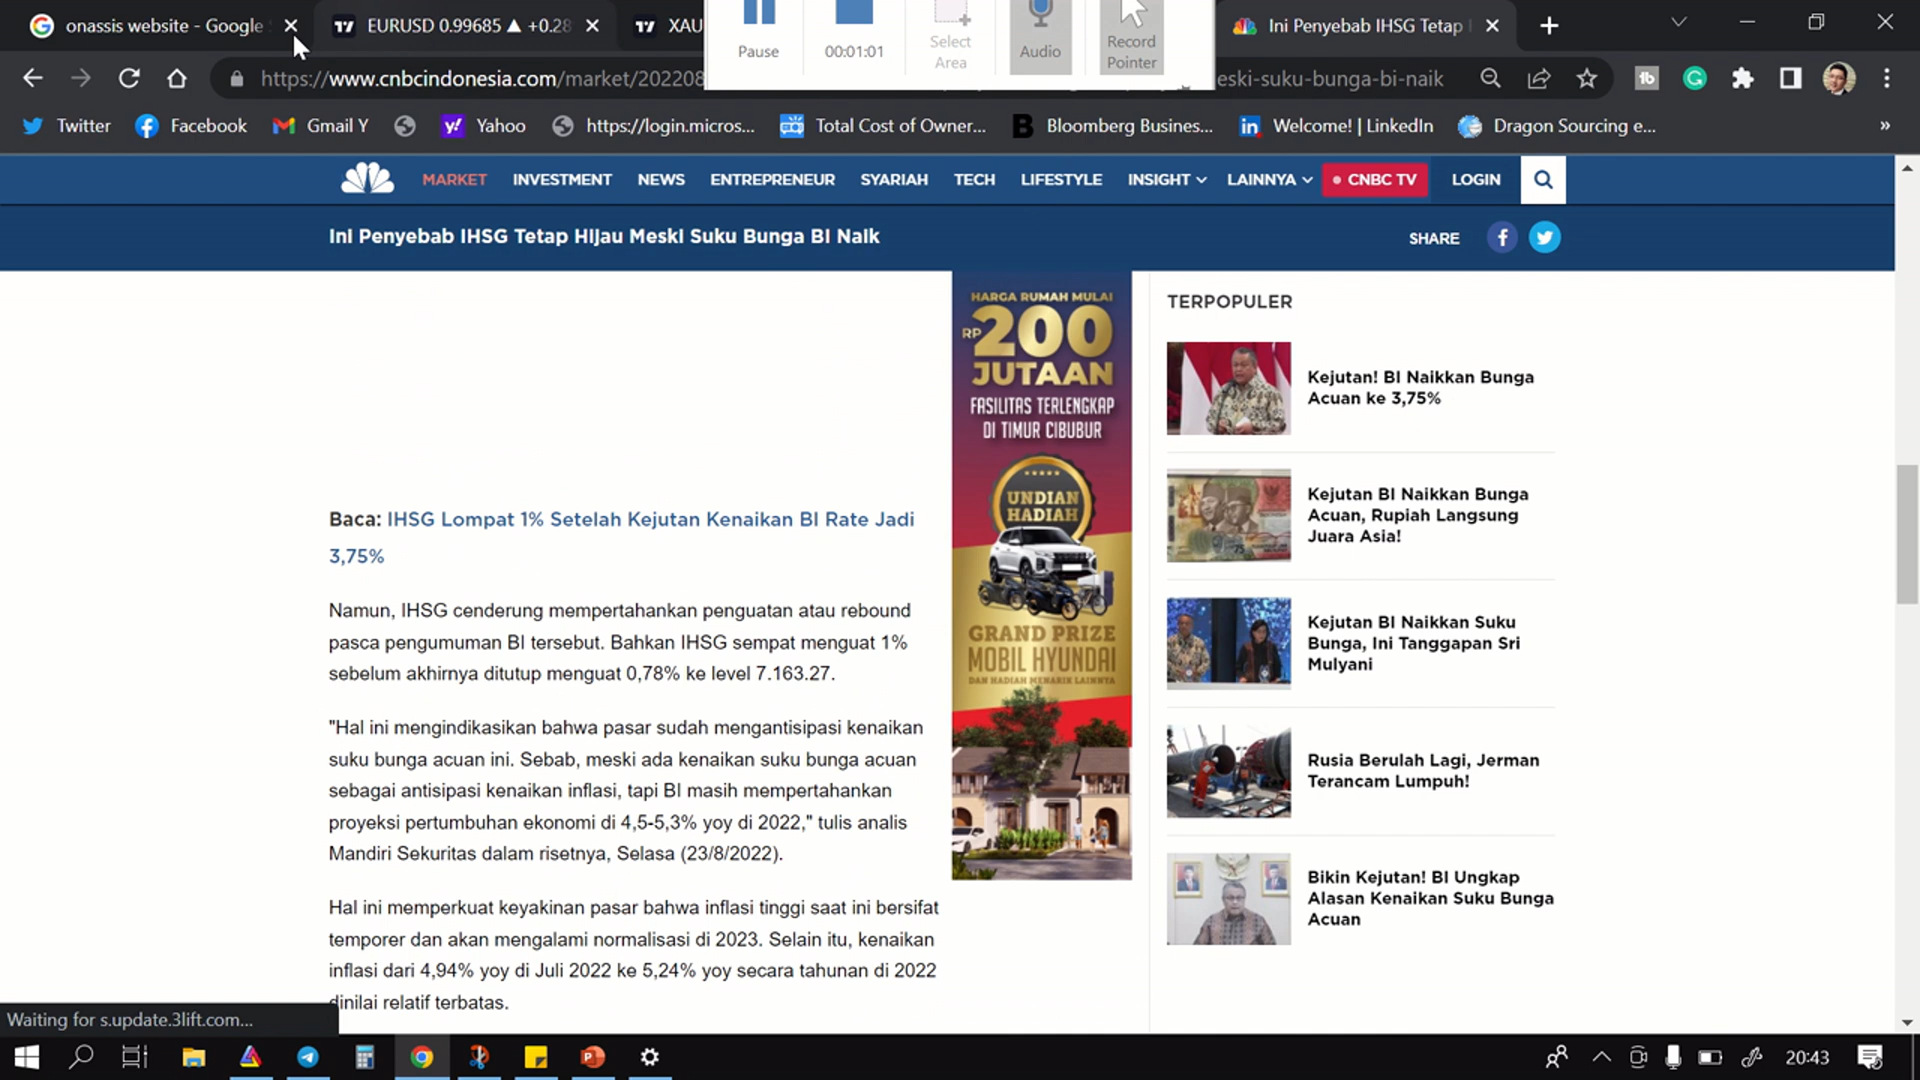 onassis website - Google
EURUSD 0.99685 ▲ +0.28
XAU
Pause
00:01:01
Select
Area
Audio
Record
Pointer
Ini Penyebab IHSG Tetap
https://www.cnbcindonesia.com/market/202208
eski-suku-bunga-bi-naik
Twitter
Facebook
Gmail Y
Yahoo
https://login.micros...
Total Cost of Owner...
Bloomberg Busines...
Welcome! | LinkedIn
Dragon Sourcing e...
»
MARKET
INVESTMENT
NEWS
ENTREPRENEUR
SYARIAH
TECH
LIFESTYLE
INSIGHT
LAINNYA
CNBC TV
LOGIN
Ini Penyebab IHSG Tetap Hijau Meski Suku Bunga BI Naik
SHARE
Baca: IHSG Lompat 1% Setelah Kejutan Kenaikan BI Rate Jadi
3,75%
Namun, IHSG cenderung mempertahankan penguatan atau rebound
pasca pengumuman BI tersebut. Bahkan IHSG sempat menguat 1%
sebelum akhirnya ditutup menguat 0,78% ke level 7.163.27.
"Hal ini mengindikasikan bahwa pasar sudah mengantisipasi kenaikan
suku bunga acuan ini. Sebab, meski ada kenaikan suku bunga acuan
sebagai antisipasi kenaikan inflasi, tapi BI masih mempertahankan
proyeksi pertumbuhan ekonomi di 4,5-5,3% yoy di 2022," tulis analis
Mandiri Sekuritas dalam risetnya, Selasa (23/8/2022).
Hal ini memperkuat keyakinan pasar bahwa inflasi tinggi saat ini bersifat
temporer dan akan mengalami normalisasi di 2023. Selain itu, kenaikan
inflasi dari 4,94% yoy di Juli 2022 ke 5,24% yoy secara tahunan di 2022
dinilai relatif terbatas.
HARGA RUMAH MULAI
RP 200
JUTAAN
FASILITAS TERLENGKAP
DI TIMUR CIBUBUR
UNDIAN
HADIAH
GRAND PRIZE
MOBIL HYUNDAI
DAN HADIAH MENARIK LAINNYA
TERPOPULER
Kejutan! BI Naikkan Bunga
Acuan ke 3,75%
Kejutan BI Naikkan Bunga
Acuan, Rupiah Langsung
Juara Asia!
Kejutan BI Naikkan Suku
Bunga, Ini Tanggapan Sri
Mulyani
Rusia Berulah Lagi, Jerman
Terancam Lumpuh!
Bikin Kejutan! BI Ungkap
Alasan Kenaikan Suku Bunga
Acuan
Waiting for s.update.3lift.com...
20:43